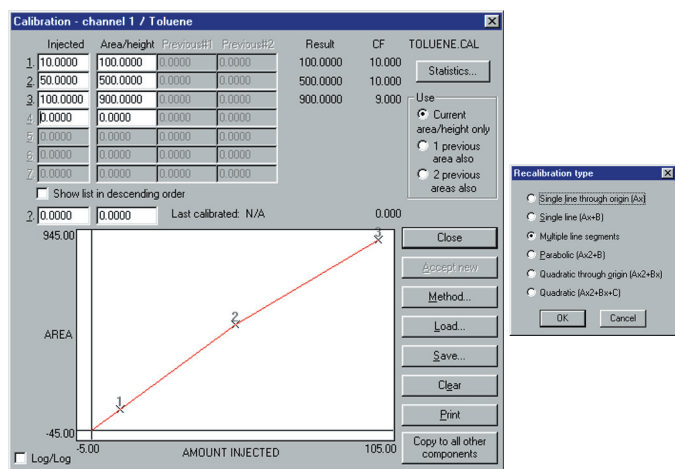 Calibration - channel 1 / Toluene
Injected Area/height Previous#1 Previous#2 Result CF TOLUENE.CAL
1. 10.0000 100.0000 0.0000 0.0000 100.0000 10.000
2. 50.0000 500.0000 0.0000 0.0000 500.0000 10.000
3. 100.0000 900.0000 0.0000 0.0000 900.0000 9.000
4. 0.0000 0.0000 0.0000 0.0000
5. 0.0000 0.0000 0.0000 0.0000
6. 0.0000 0.0000 0.0000 0.0000
7. 0.0000 0.0000 0.0000 0.0000
Statistics...
Use
Current
area/height only
1 previous
area also
2 previous
areas also
Show list in descending order
?. 0.0000 0.0000 Last calibrated: N/A 0.000
945.00
AREA
-45.00
1
2
3
-5.00 AMOUNT INJECTED 105.00
Log/Log
Close
Accept new
Method...
Load...
Save...
Clear
Print
Copy to all other
components
Recalibration type
Single line through origin (Ax)
Single line (Ax+B)
Multiple line segments
Parabolic (Ax2+B)
Quadratic through origin (Ax2+Bx)
Quadratic (Ax2+Bx+C)
OK Cancel